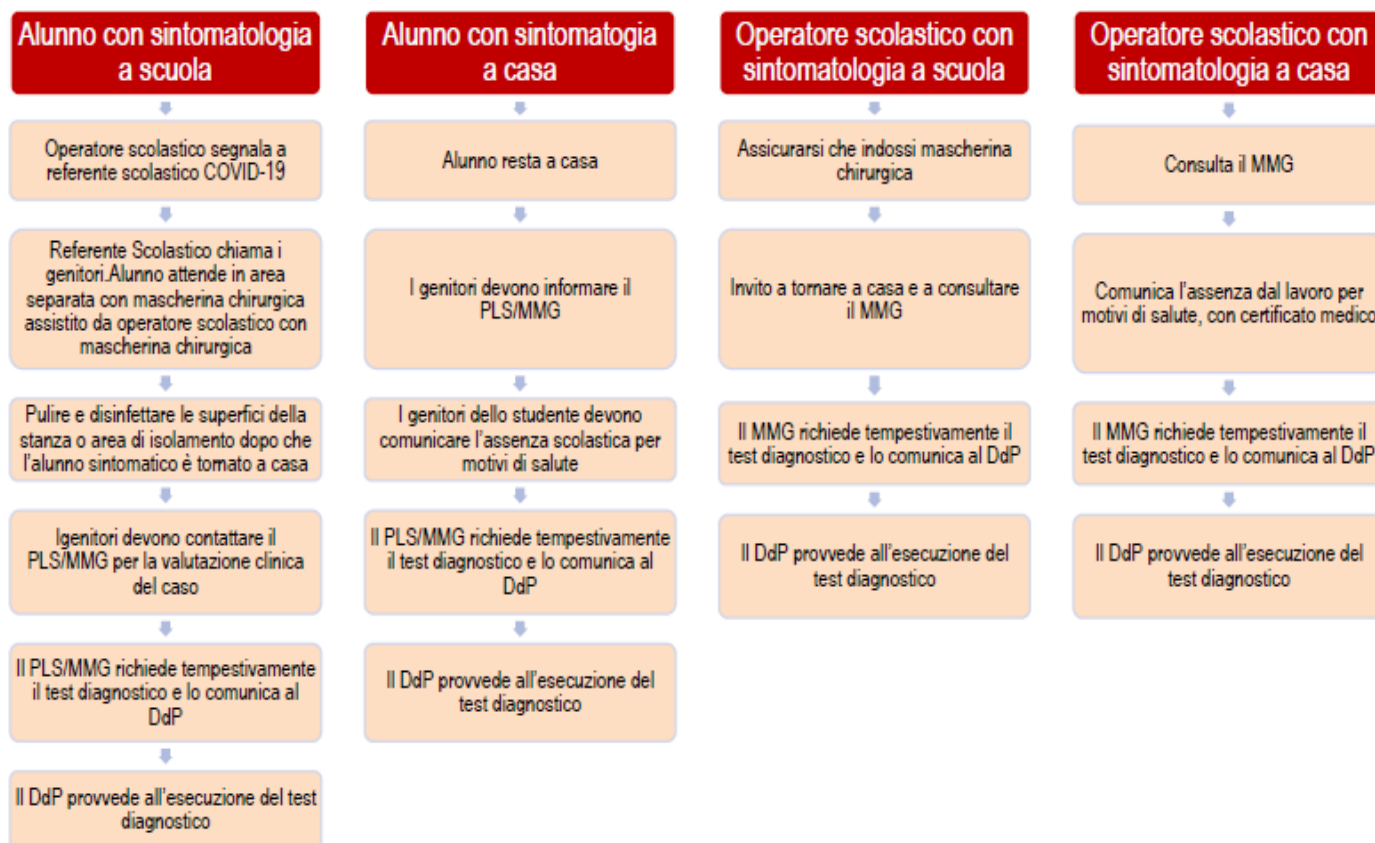 Alunno con sintomatologia
a scuola
Operatore scolastico segnala a
referente scolastico COVID-19
Referente Scolastico chiama i
genitori.Alunno attende in area
separata con mascherina chirurgica
assistito da operatore scolastico con
mascherina chirurgica
Pulire e disinfettare le superfici della
stanza o area di isolamento dopo che
l'alunno sintomatico è tornato a casa
Igenitori devono contattare il
PLS/MMG per la valutazione clinica
del caso
Il PLS/MMG richiede tempestivamente
il test diagnostico e lo comunica al
DdP
Il DdP provvede all'esecuzione del test
diagnostico
Alunno con sintomatogia
a casa
Alunno resta a casa
I genitori devono informare il
PLS/MMG
I genitori dello studente devono
comunicare l'assenza scolastica per
motivi di salute
Il PLS/MMG richiede tempestivamente
il test diagnostico e lo comunica al
DdP
Il DdP provvede all'esecuzione del
test diagnostico
Operatore scolastico con
sintomatologia a scuola
Assicurarsi che indossi mascherina
chirurgica
Invito a tornare a casa e a consultare
il MMG
Il MMG richiede tempestivamente il
test diagnostico e lo comunica al DdP
Il DdP provvede all'esecuzione del
test diagnostico
Operatore scolastico con
sintomatologia a casa
Consulta il MMG
Comunica l'assenza dal lavoro per
motivi di salute, con certificato medico
Il MMG richiede tempestivamente il
test diagnostico e lo comunica al DdP
Il DdP provvede all'esecuzione del
test diagnostico